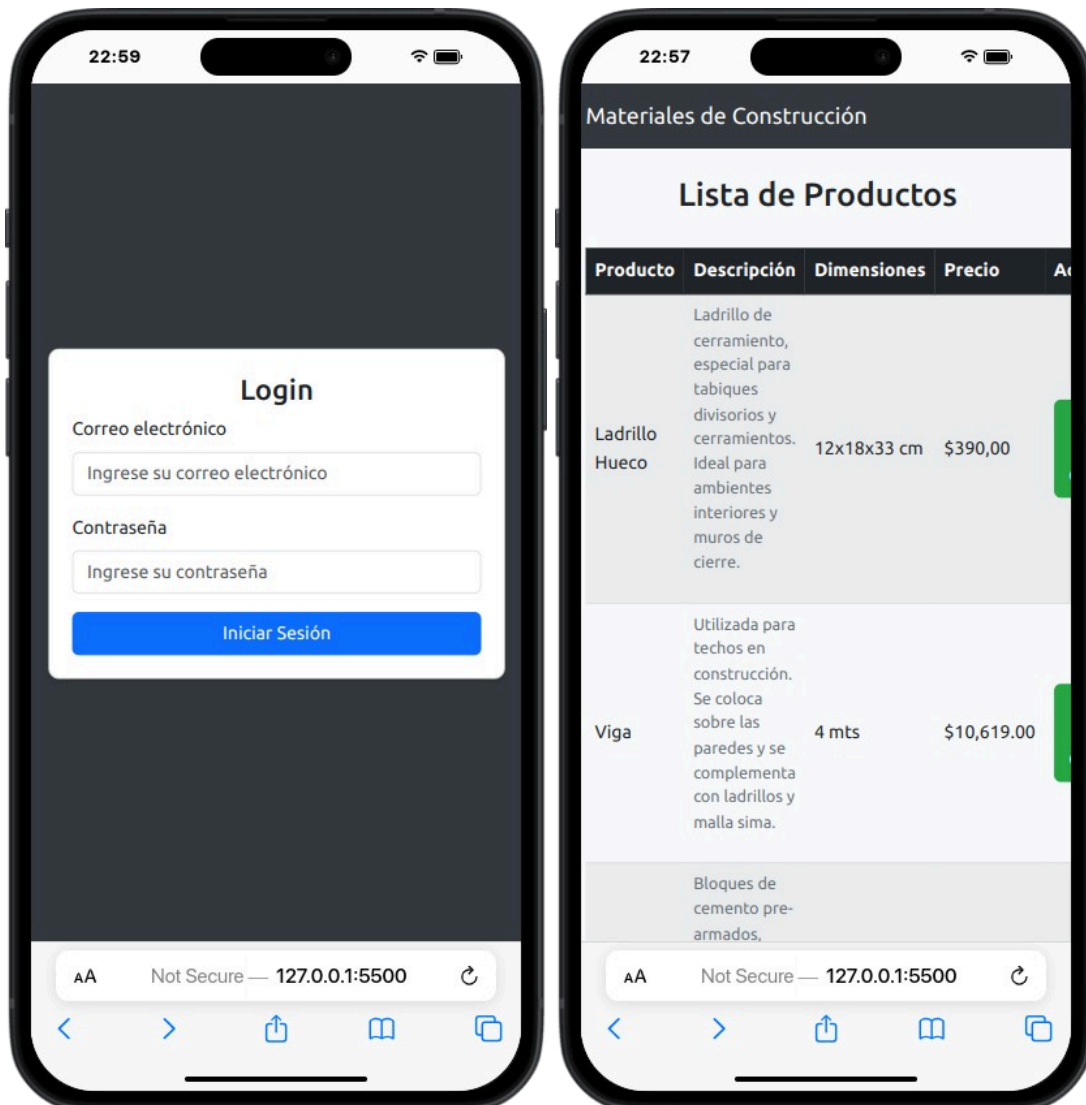 22:59
Login
Correo electrónico
Ingrese su correo electrónico
Contraseña
Ingrese su contraseña
Iniciar Sesión
AA Not Secure — 127.0.0.1:5500
22:57
Materiales de Construcción
Lista de Productos
Producto Descripción Dimensiones Precio
Ladrillo de
cerramiento,
especial para
tabiques
divisorios y
cerramientos.
Ideal para
ambientes
interiores y
muros de
cierre.
Ladrillo
Hueco
12x18x33 cm
$390,00
Utilizada para
techos en
construcción.
Se coloca
sobre las
paredes y se
complementa
con ladrillos y
malla sima.
Viga
4 mts
$10,619.00
Bloques de
cemento pre-
armados,
AA Not Secure — 127.0.0.1:5500